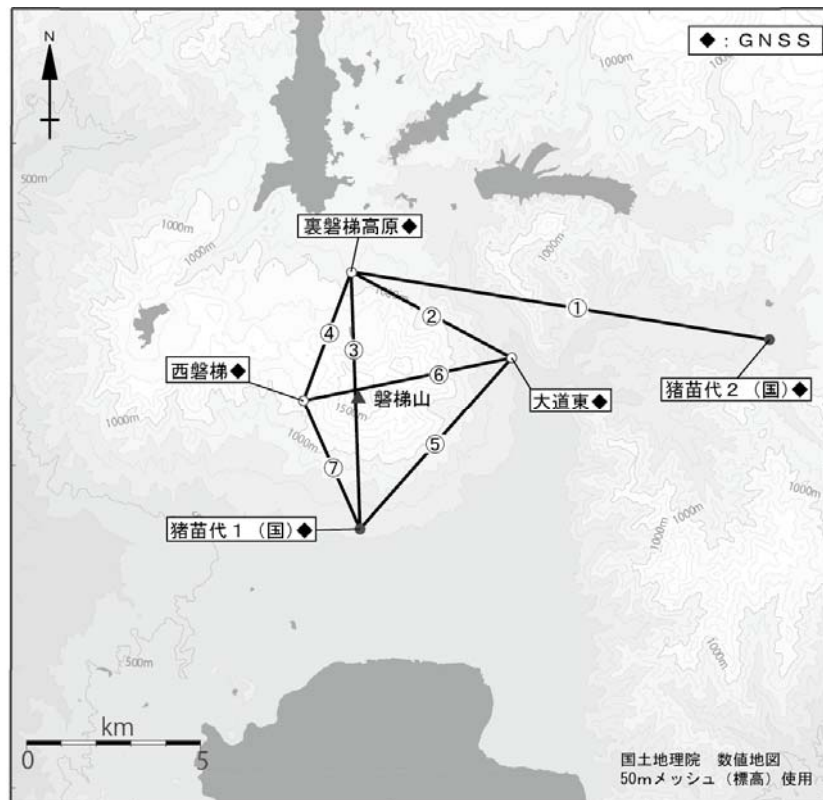 N
◆：ＧＮＳＳ
1000m
1000m
500m
1000m
裏磐梯高原◆
1000m
1000m
①
②
④
③
西磐梯◆
⑥
猪苗代２（国）◆
1500m
磐梯山
大道東◆
1000m
1000m
⑤
⑦
1000m
猪苗代１（国）◆
1000m
1000m
500m
1000m
km
0
5
国土地理院　数値地図
50mメッシュ（標高）使用